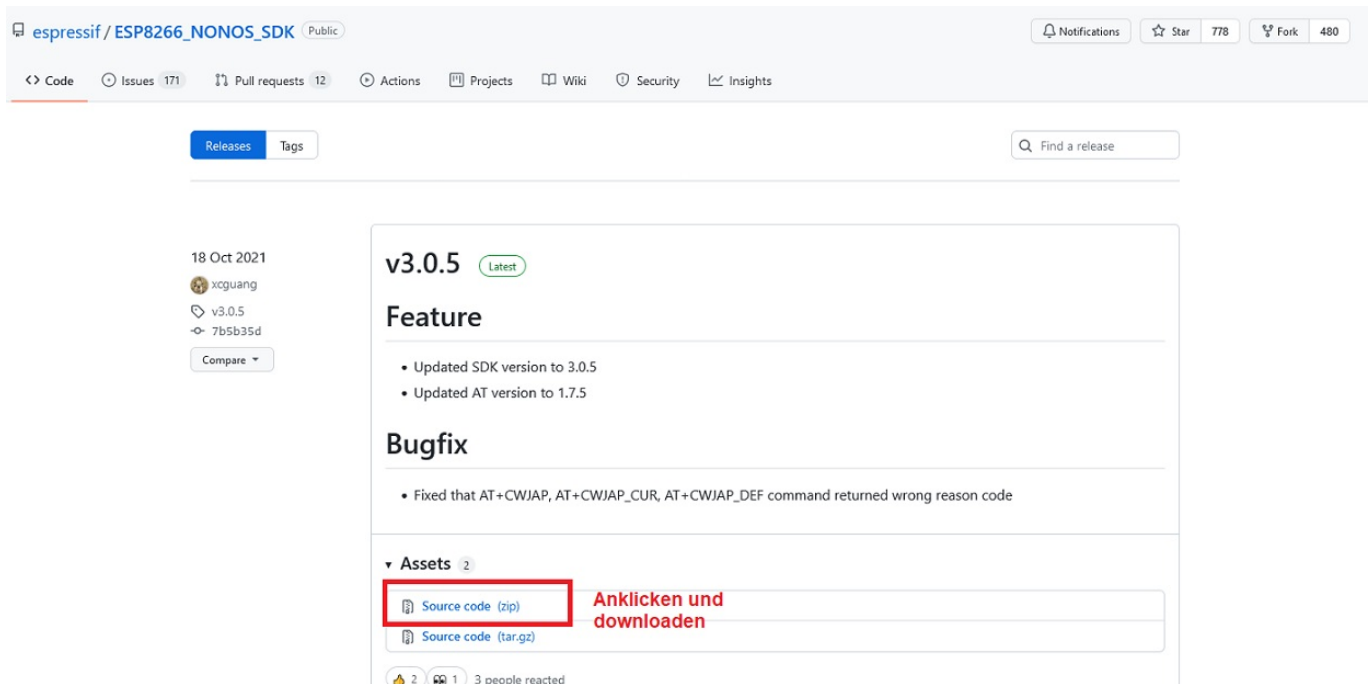 espressif / ESP8266_NONOS_SDK Public
Notifications Star 778 Fork 480
Code Issues 171 Pull requests 12 Actions Projects Wiki Security Insights
Releases Tags
Find a release
18 Oct 2021
xcguang
v3.0.5
7b5b35d
Compare
v3.0.5 Latest
Feature
• Updated SDK version to 3.0.5
• Updated AT version to 1.7.5
Bugfix
• Fixed that AT+CWJAP, AT+CWJAP_CUR, AT+CWJAP_DEF command returned wrong reason code
Assets 2
Source code (zip)
Anklicken und
downloaden
Source code (tar.gz)
2 1 3 people reacted